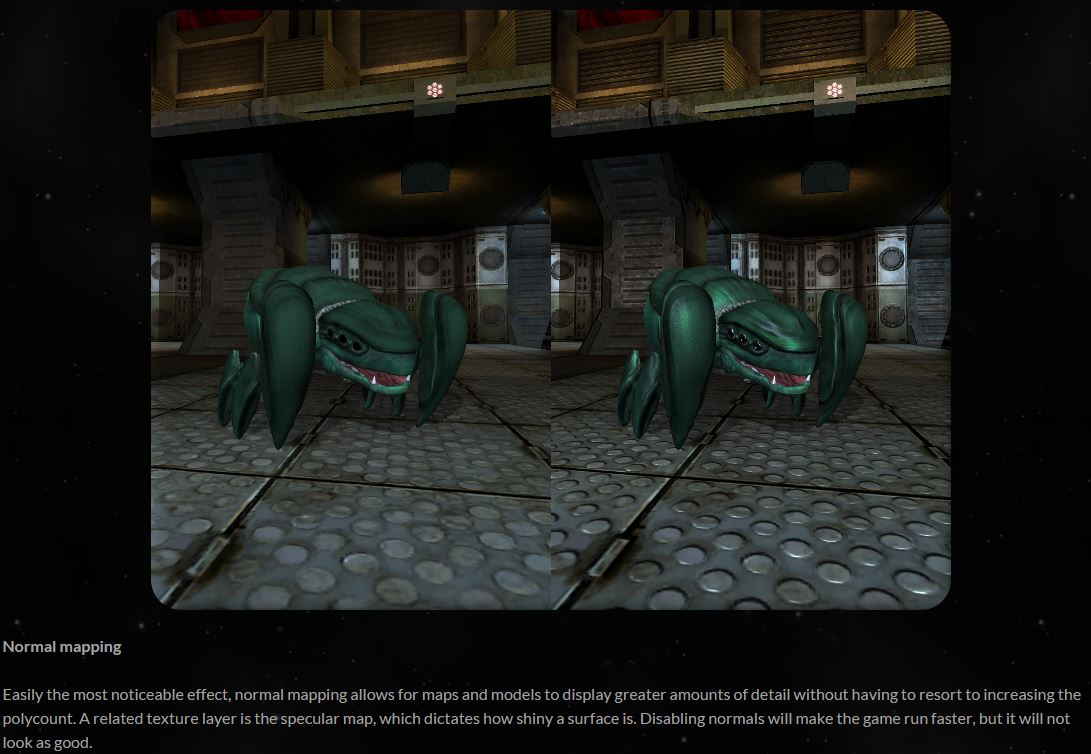 Normal mapping
Easily the most noticeable effect, normal mapping allows for maps and models to display greater amounts of detail without having to resort to increasing the
polycount. A related texture layer is the specular map, which dictates how shiny a surface is. Disabling normals will make the game run faster, but it will not
look as good.